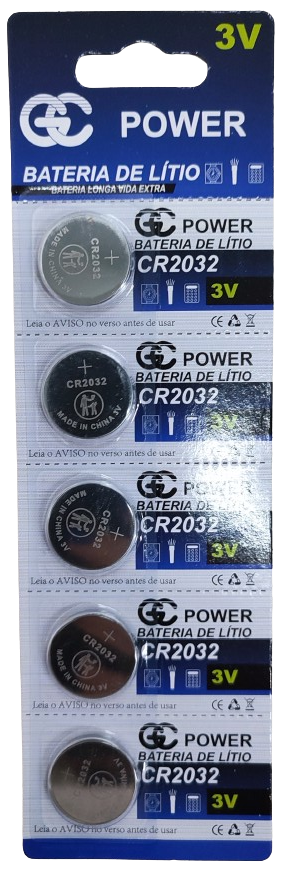 3V
GC POWER
BATERIA DE LÍTIO
BATERIA LONGA VIDA EXTRA
GC POWER
BATERIA DE LÍTIO
CR2032
3V
CR2032
MADE IN CHINA 3V
Leia o AVISO no verso antes de usar
GC POWER
BATERIA DE LÍTIO
CR2032
3V
CR2032
MADE IN CHINA 3V
Leia o AVISO no verso antes de usar
GC POWER
BATERIA DE LÍTIO
CR2032
3V
CR2032
MADE IN CHINA 3V
Leia o AVISO no verso antes de usar
GC POWER
BATERIA DE LÍTIO
CR2032
3V
CR2032
MADE IN CHINA 3V
Leia o AVISO no verso antes de usar
GC POWER
BATERIA DE LÍTIO
CR2032
3V
2032
3V
Leia o AVISO no verso antes de usar